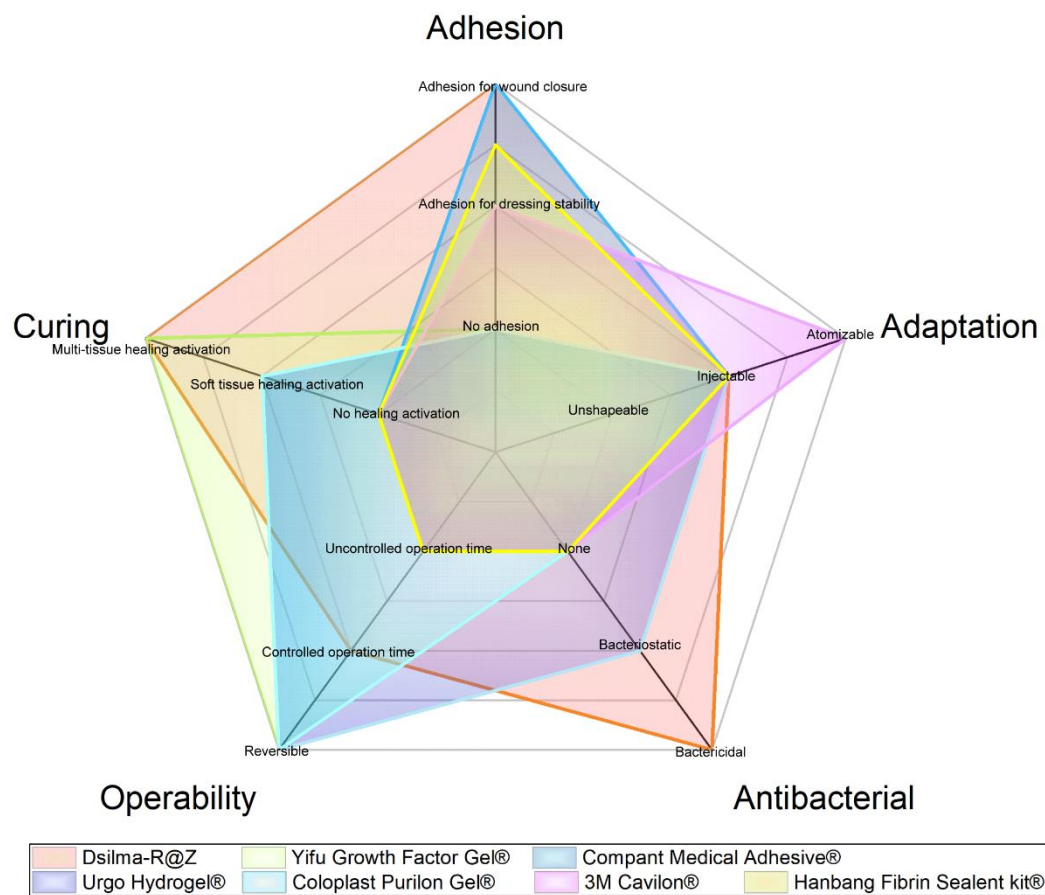 Adhesion
Adhesion for wound closure
Adhesion for dressing stability
No adhesion
Curing
Multi-tissue healing activation
Soft tissue healing activation
No healing activation
Atomizable
Adaptation
Injectable
Unshapeable
Uncontrolled operation time
None
Controlled operation time
Bacteriostatic
Reversible
Bactericidal
Operability
Antibacterial
Dsilma-R@Z
Yifu Growth Factor Gel®
Compant Medical Adhesive®
Urgo Hydrogel®
Coloplast Purilon Gel®
3M Cavilon®
Hanbang Fibrin Sealent kit®